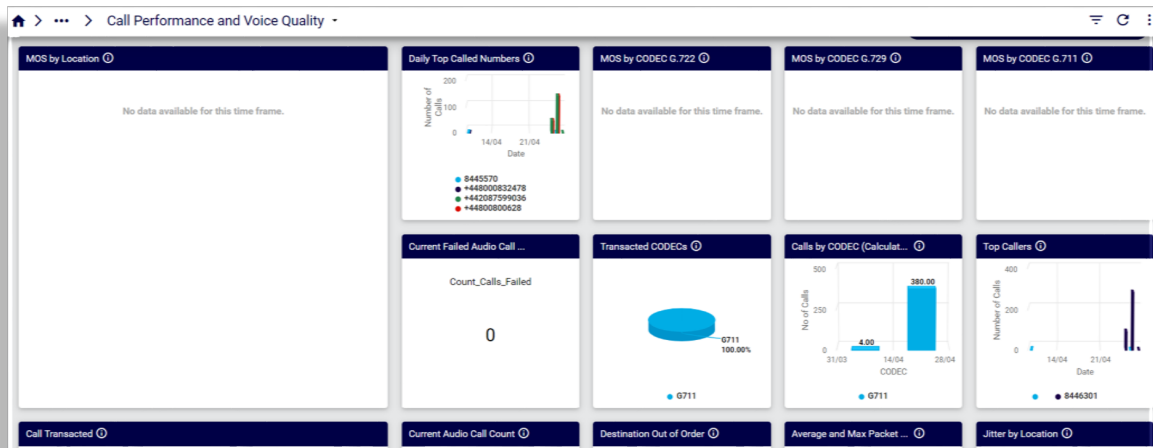 Call Performance and Voice Quality
MOS by Location
No data available for this time frame.
Daily Top Called Numbers
200
100
0
Number of
Calls
14/04 21/04
Date
8445570
+448000832478
+442087599036
+44800800628
MOS by CODEC G.722
No data available for this time frame.
MOS by CODEC G.729
No data available for this time frame.
MOS by CODEC G.711
No data available for this time frame.
Current Failed Audio Call ...
Count_Calls_Failed
0
Transacted CODECs
G711
100.00%
G711
Calls by CODEC (Calculat...
500
250
0
No of Calls
380.00
4.00
31/03 14/04 28/04
CODEC
G711
Top Callers
400
200
0
Number of Calls
14/04 21/04
Date
8446301
Call Transacted
Current Audio Call Count
Destination Out of Order
Average and Max Packet ...
Jitter by Location